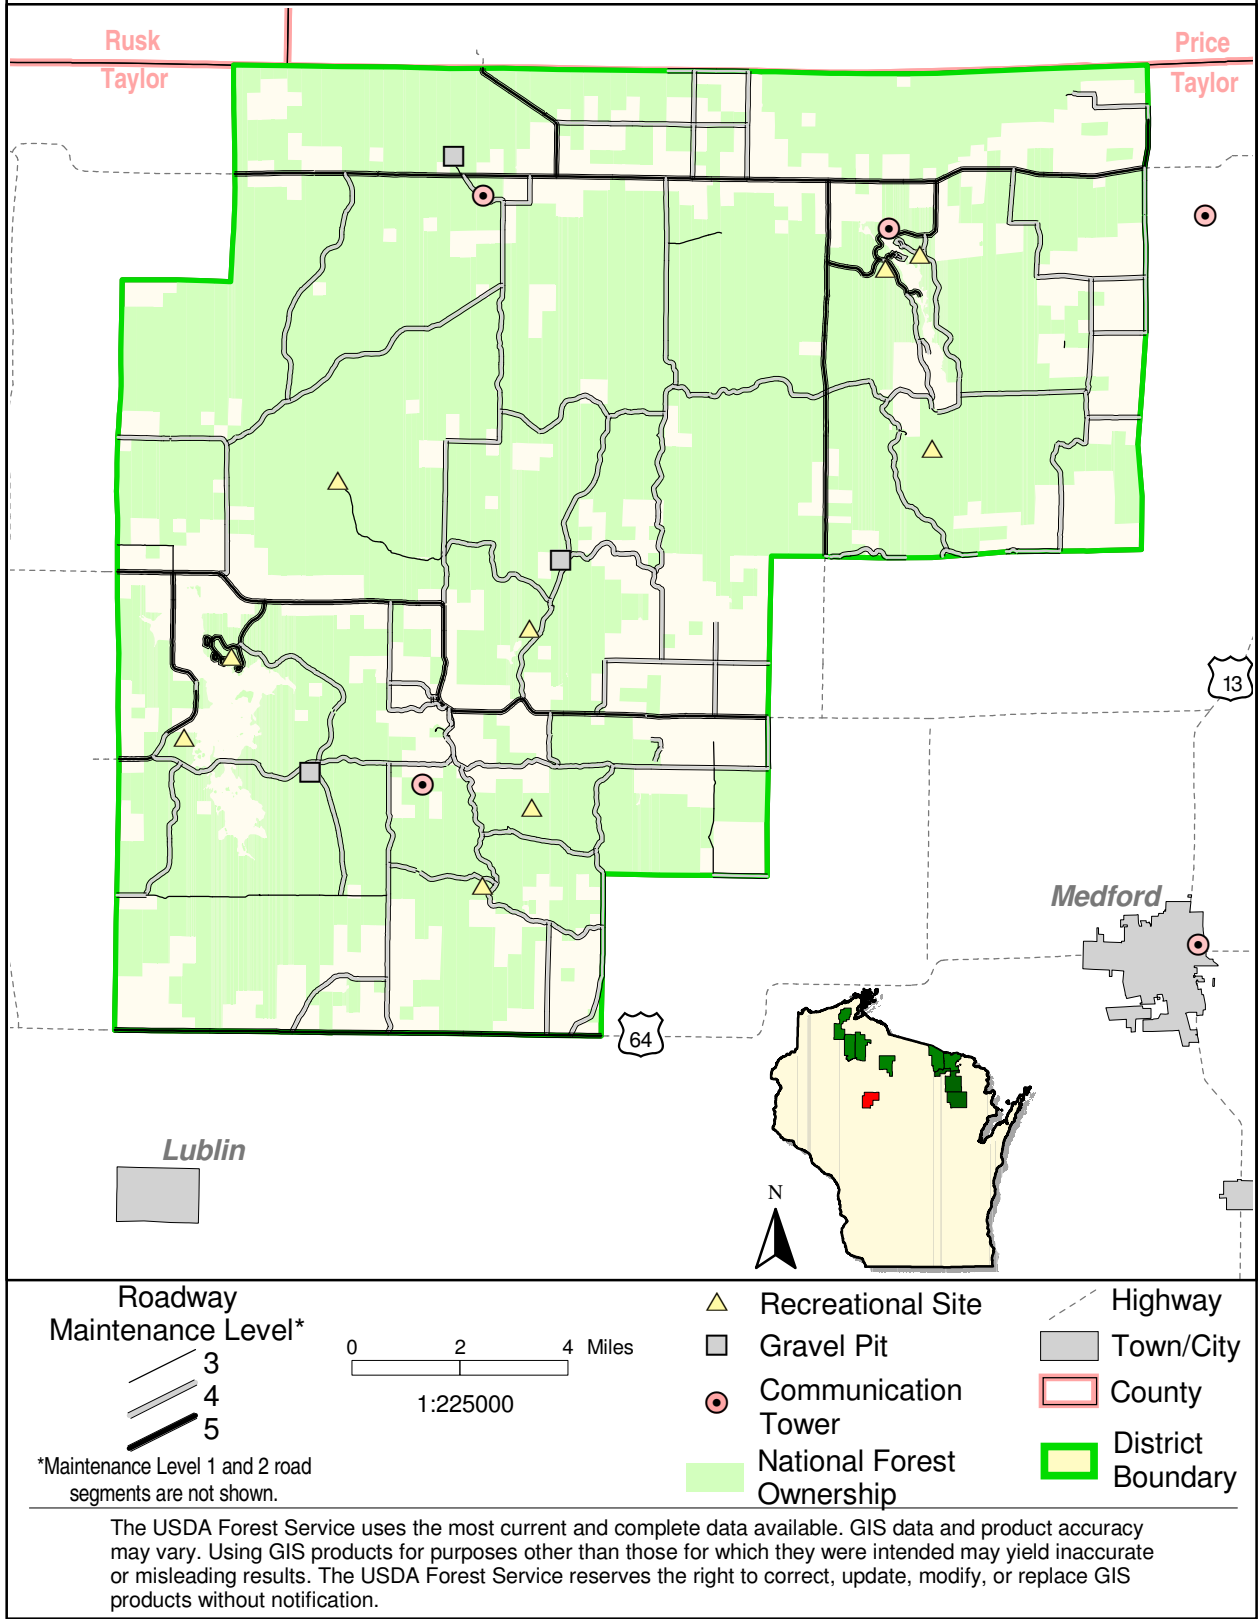 Rusk
Price
Taylor
Taylor
13
Medford
64
Lublin
N
Roadway
Maintenance Level*
3
4
5
*Maintenance Level 1 and 2 road
segments are not shown.
0 2 4 Miles
1:225000
Recreational Site
Gravel Pit
Communication
Tower
National Forest
Ownership
Highway
Town/City
County
District
Boundary
The USDA Forest Service uses the most current and complete data available. GIS data and product accuracy
may vary. Using GIS products for purposes other than those for which they were intended may yield inaccurate
or misleading results. The USDA Forest Service reserves the right to correct, update, modify, or replace GIS
products without notification.